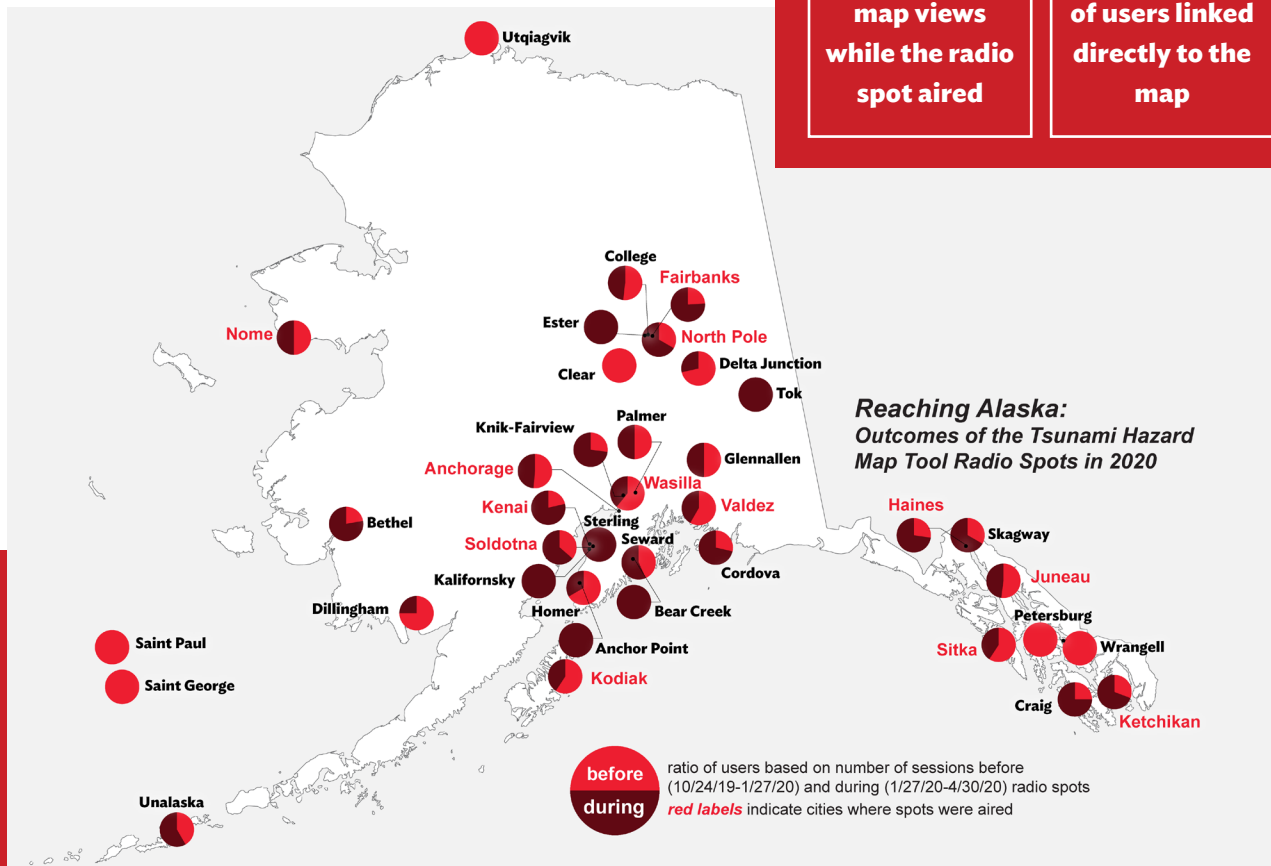 map views
while the radio
spot aired
of users linked
directly to the
map
Utqiagvik
College
Fairbanks
Ester
North Pole
Nome
Delta Junction
Clear
Tok
Reaching Alaska:
Outcomes of the Tsunami Hazard
Map Tool Radio Spots in 2020
Palmer
Knik-Fairview
Glennallen
Anchorage
Wasilla
Kenai
Valdez
Haines
Bethel
Sterling
Skagway
Seward
Soldotna
Cordova
Kalifornsky
Juneau
Dillingham
Homer
Bear Creek
Petersburg
Saint Paul
Anchor Point
Sitka
Wrangell
Saint George
Kodiak
Craig
Ketchikan
before
during
ratio of users based on number of sessions before
(10/24/19-1/27/20) and during (1/27/20-4/30/20) radio spots
red labels indicate cities where spots were aired
Unalaska